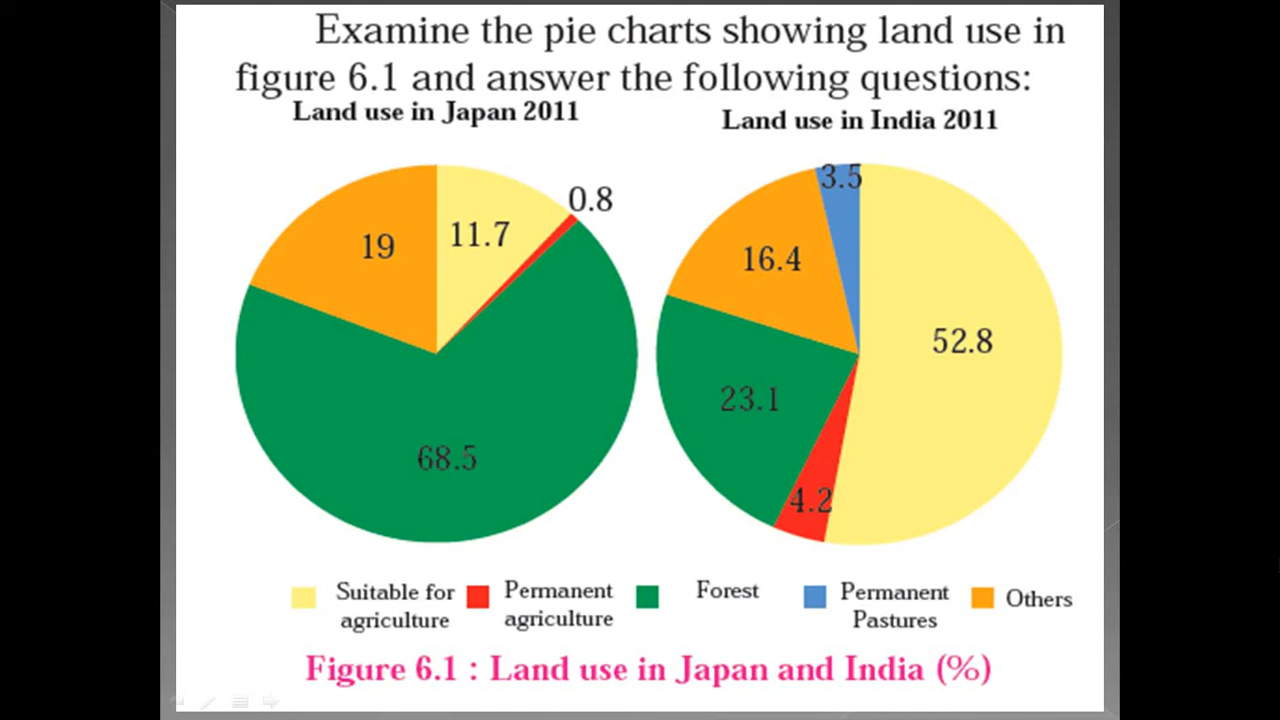 Examine the pie charts showing land use in
figure 6.1 and answer the following questions:
Land use in Japan 2011
Land use in India 2011
19
11.7
0.8
68.5
3.5
16.4
52.8
23.1
4.2
Suitable for
agriculture
Permanent
agriculture
Forest
Permanent
Pastures
Others
Figure 6.1 : Land use in Japan and India (%)